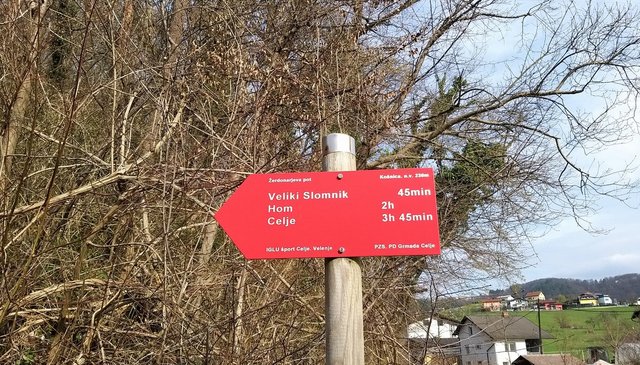 Žerdonerjeva pot Košnica, n.v. 238m
Veliki Slomnik 45min
Hom 2h
Celje 3h 45min
IGLU šport Celje, Velenje PZS, PD Grmada Celje